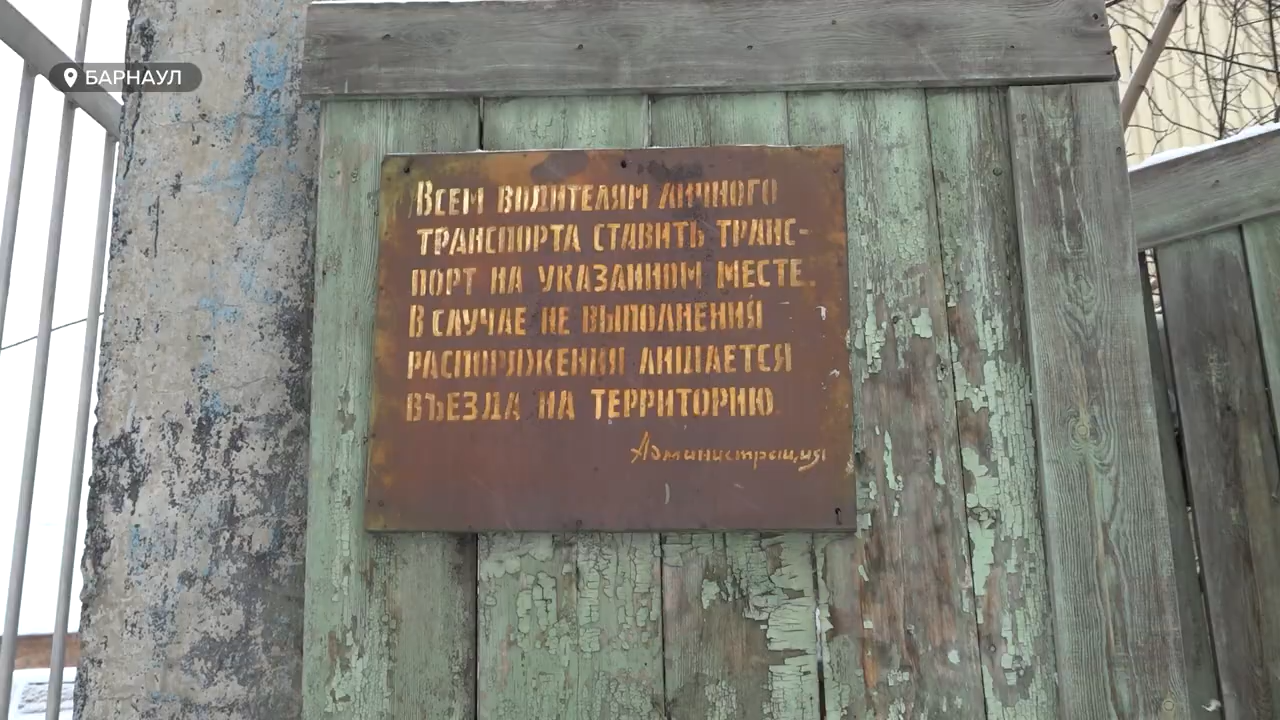 БАРНАУЛ
Всем водителям личного
транспорта ставить транс-
порт на указанном месте.
В случае не выполнения
распоряжения лишается
въезда на территорию.
Администрация